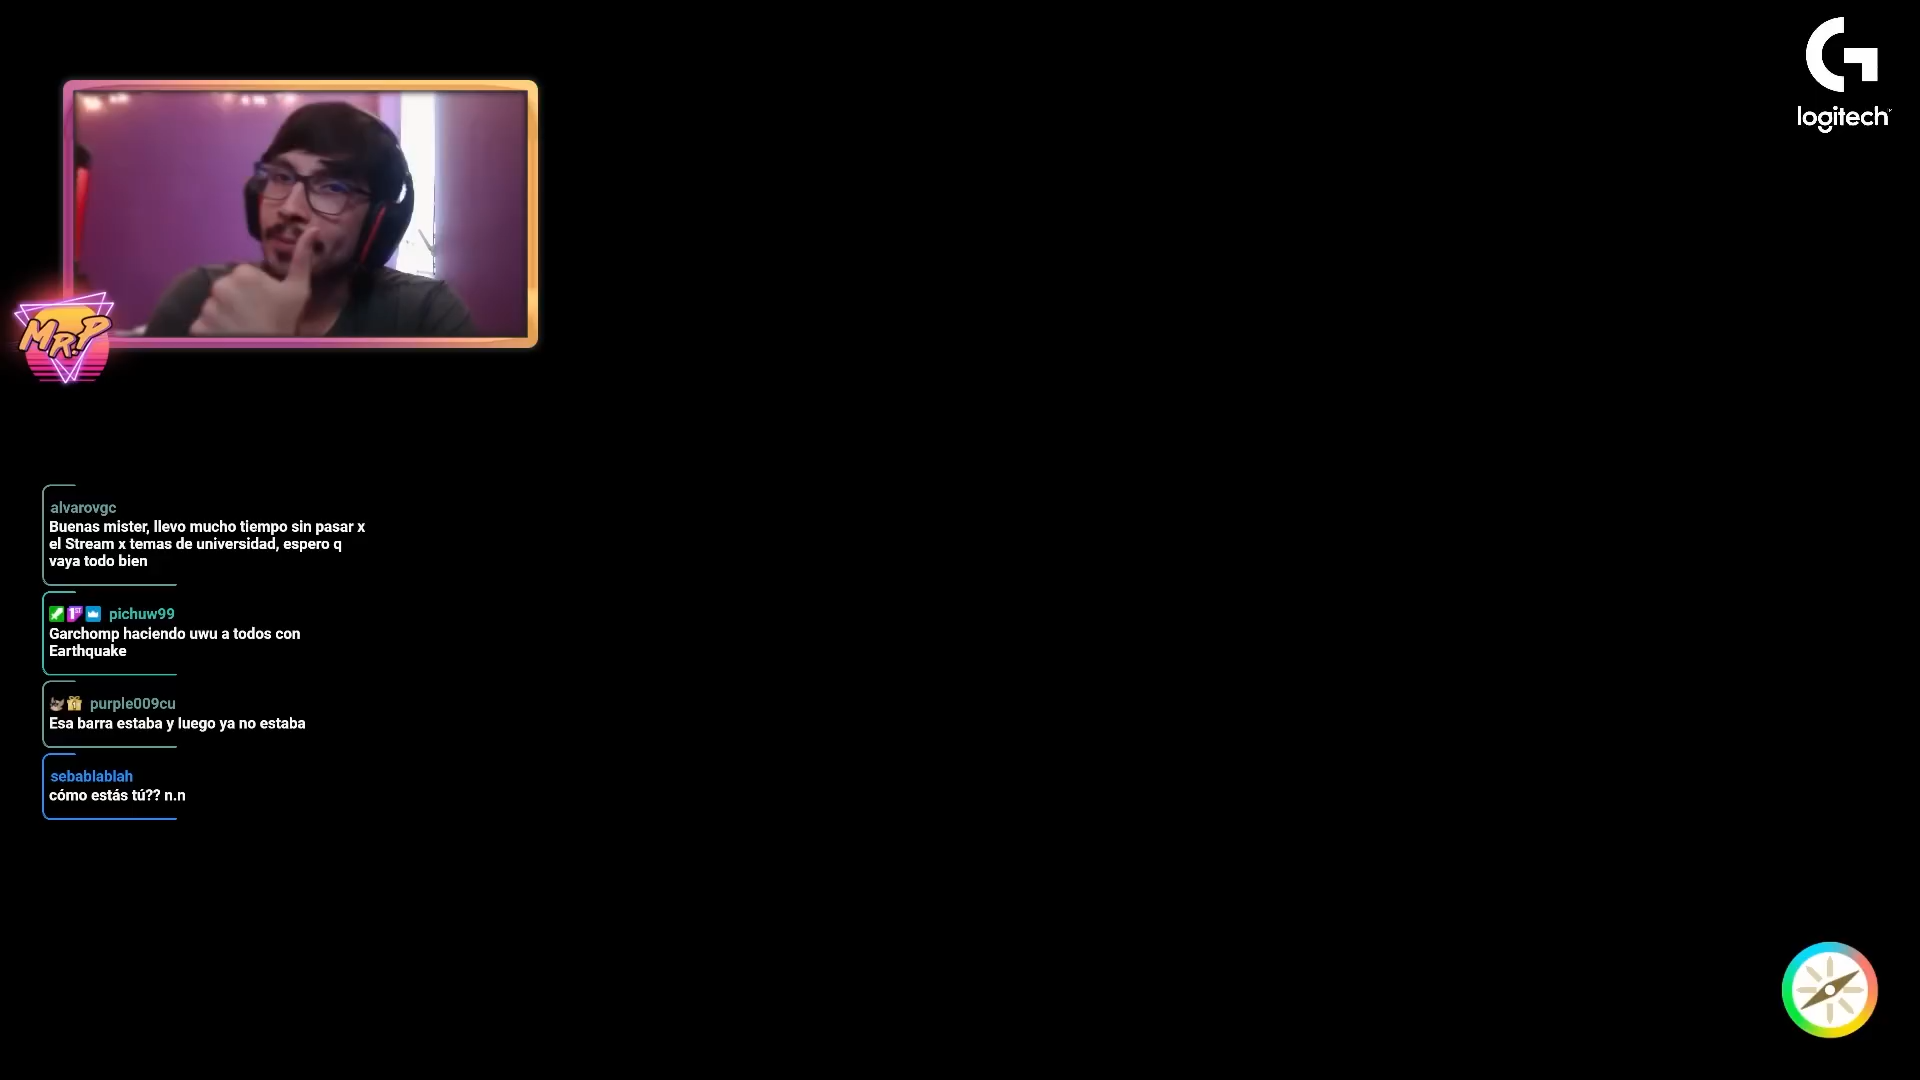 logitech
MR.P
alvarovgc
Buenas mister, llevo mucho tiempo sin pasar x
el Stream x temas de universidad, espero q
vaya todo bien
1ST pichuw99
Garchomp haciendo uwu a todos con
Earthquake
purple009cu
Esa barra estaba y luego ya no estaba
sebablablah
cómo estás tú?? n.n